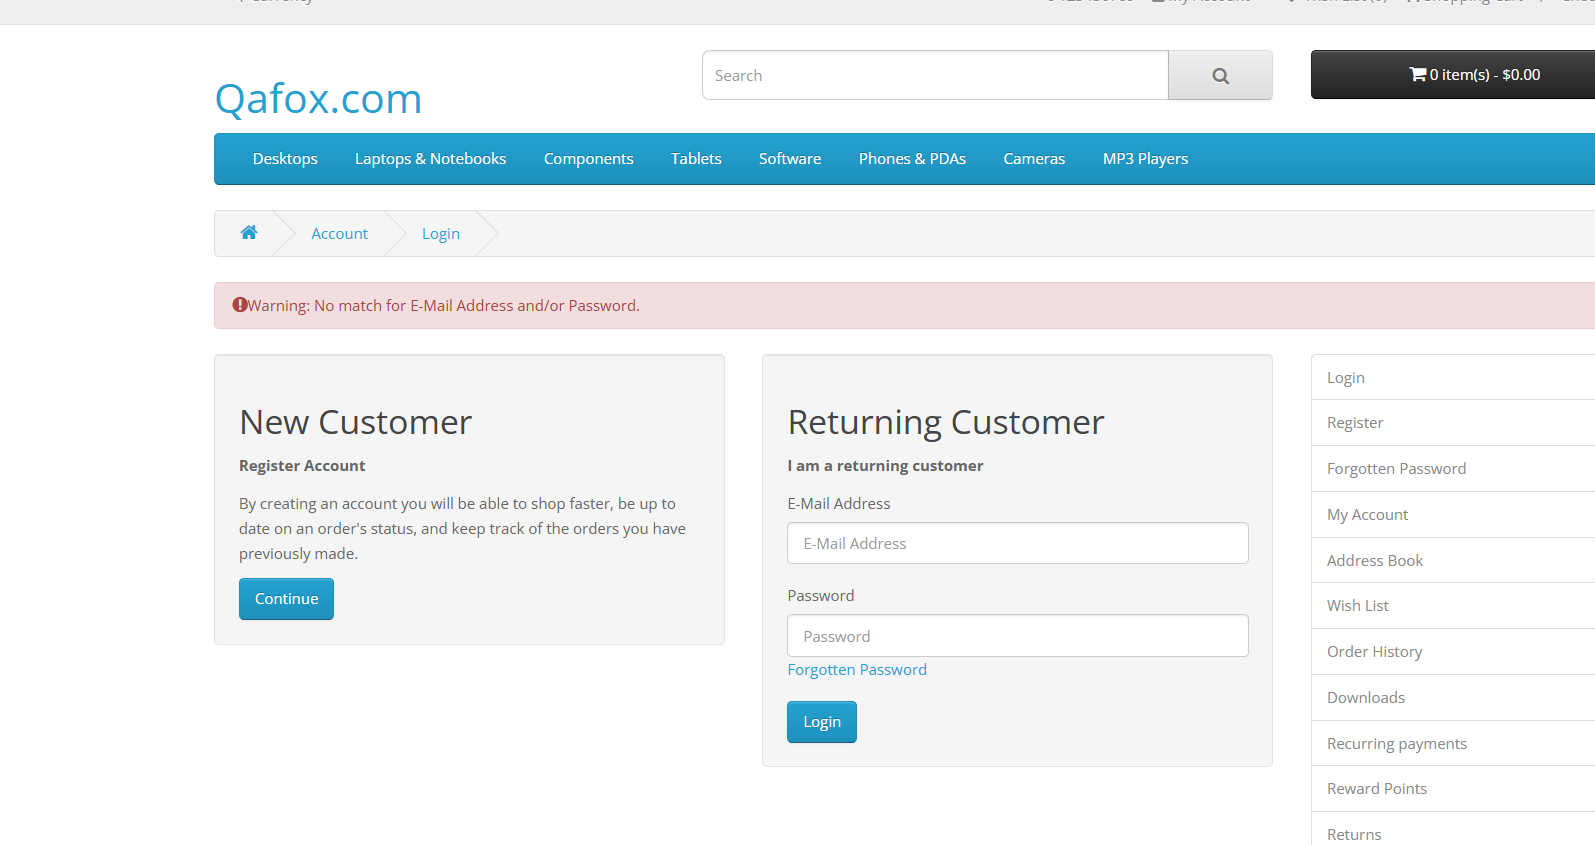 Qafox.com
Search
0 item(s) - $0.00
Desktops Laptops & Notebooks Components Tablets Software Phones & PDAs Cameras MP3 Players
Account Login
Warning: No match for E-Mail Address and/or Password.
New Customer
Register Account
By creating an account you will be able to shop faster, be up to
date on an order's status, and keep track of the orders you have
previously made.
Continue
Returning Customer
I am a returning customer
E-Mail Address
E-Mail Address
Password
Password
Forgotten Password
Login
Login
Register
Forgotten Password
My Account
Address Book
Wish List
Order History
Downloads
Recurring payments
Reward Points
Returns